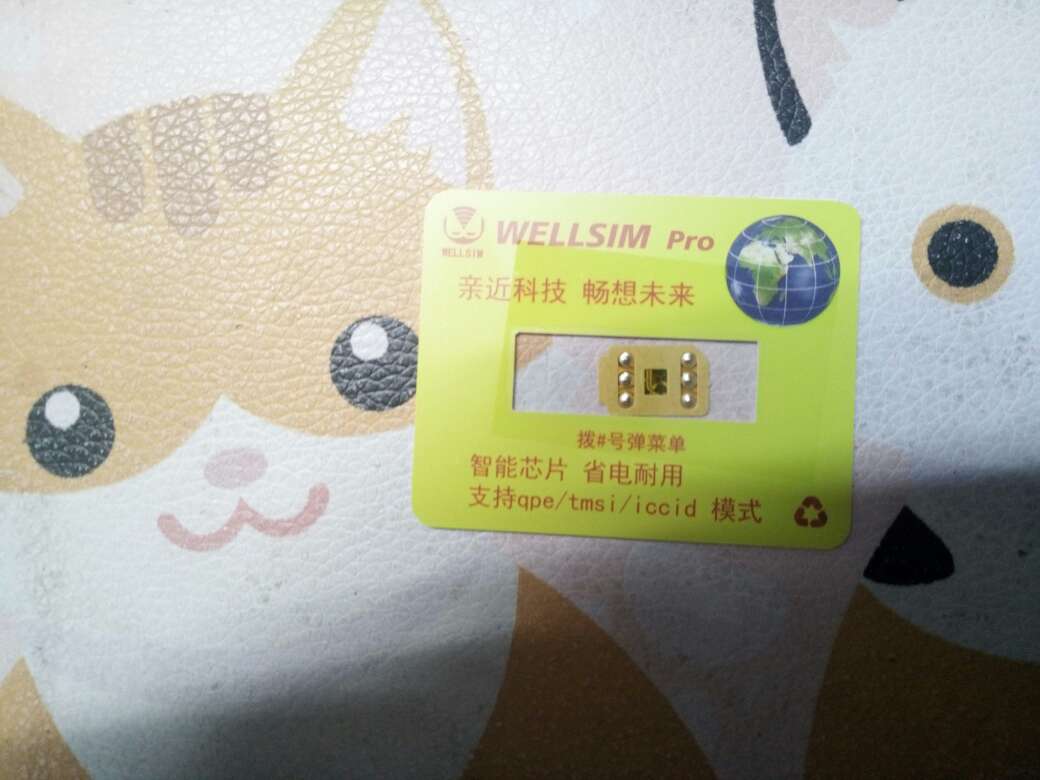 WELLSIM
WELLSIM Pro
亲近科技 畅想未来
拨#号弹菜单
智能芯片 省电耐用
支持qpe/tmsi/iccid 模式